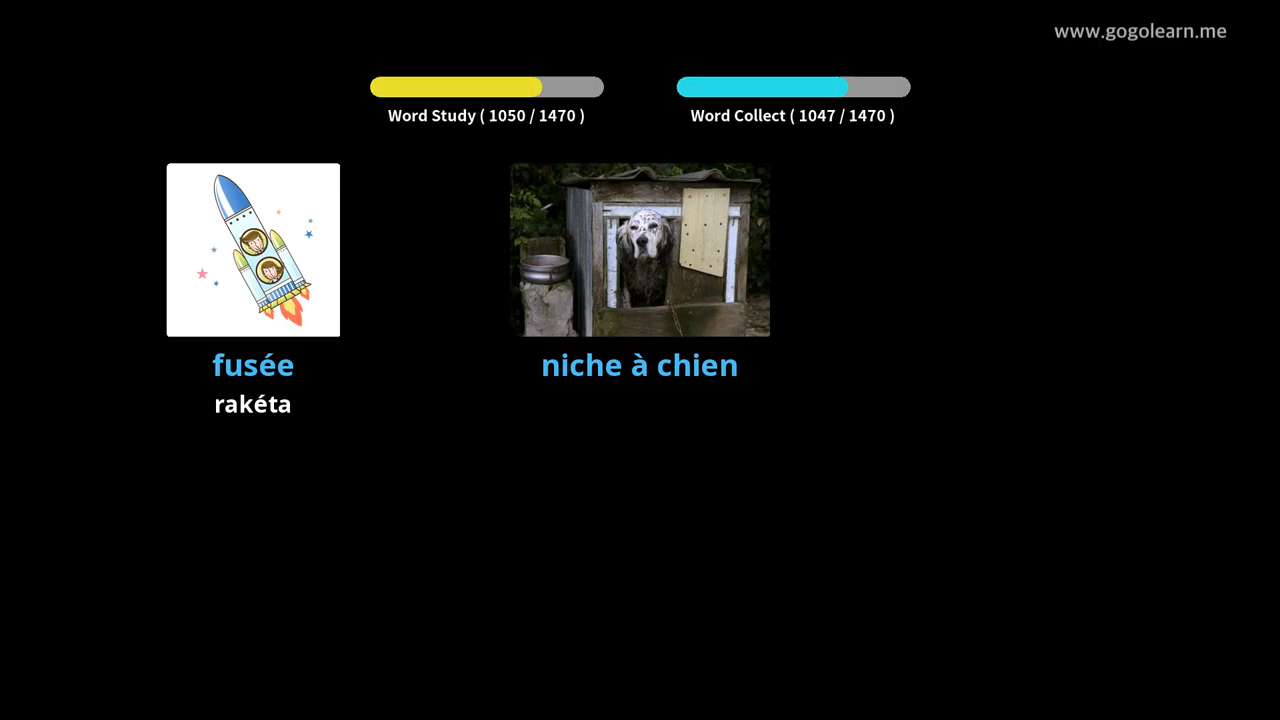 www.gogolearn.me
Word Study ( 1050 / 1470 )
Word Collect ( 1047 / 1470 )
fusée
niche à chien
rakéta